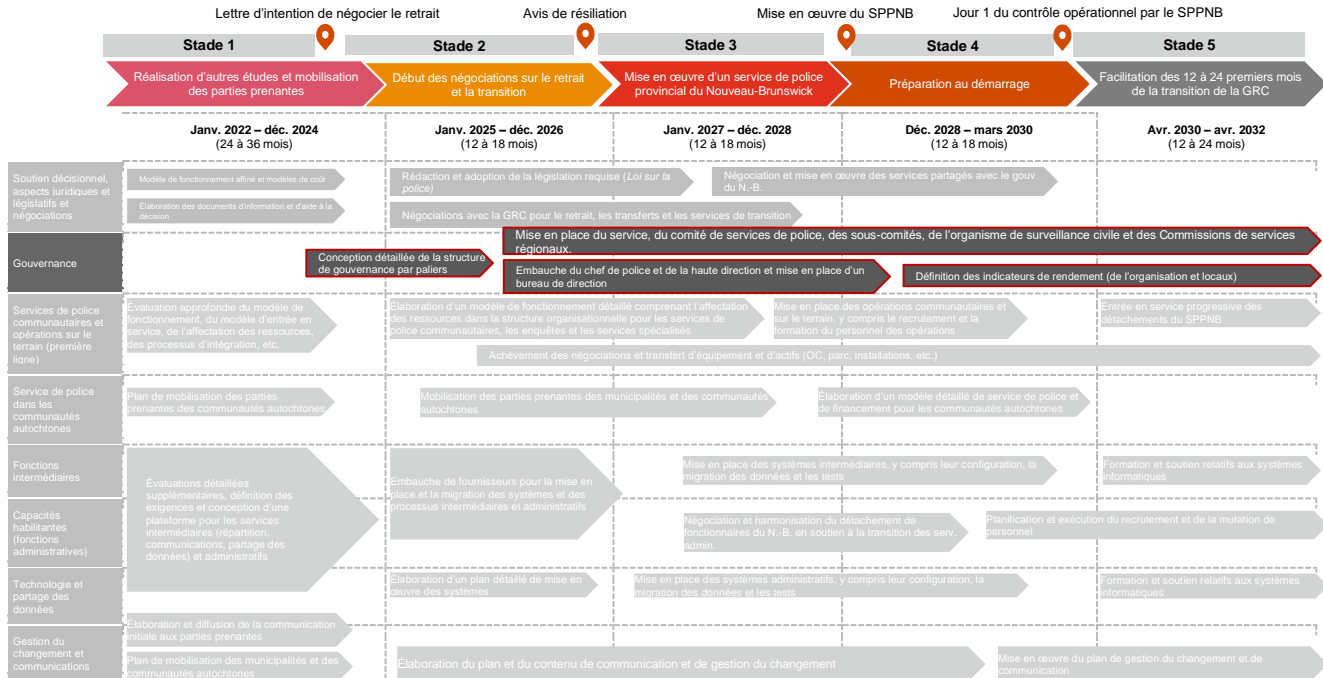 Lettre d'intention de négocier le retrait
Avis de résiliation
Mise en œuvre du SPPNB
Jour 1 du contrôle opérationnel par le SPPNB
Stade 1
Stade 2
Stade 3
Stade 4
Stade 5
Réalisation d'autres études et mobilisation
des parties prenantes
Début des négociations sur le retrait
et la transition
Mise en œuvre d'un service de police
provincial du Nouveau-Brunswick
Préparation au démarrage
Facilitation des 12 à 24 premiers mois
de la transition de la GRC
Janv. 2022 – déc. 2024
(24 à 36 mois)
Janv. 2025 – déc. 2026
(12 à 18 mois)
Janv. 2027 – déc. 2028
(12 à 18 mois)
Déc. 2028 – mars 2030
(12 à 18 mois)
Avr. 2030 – avr. 2032
(12 à 24 mois)
Soutien décisionnel,
aspects juridiques et
législatifs et
négociations
Modèle de fonctionnement affiné et modèles de coût
Élaboration des documents d'information et d'aide à la
décision
Rédaction et adoption de la législation requise (Loi sur la
police)
Négociation et mise en œuvre des services partagés avec le gouv.
du N.-B.
Négociations avec la GRC pour le retrait, les transferts et les services de transition
Gouvernance
Conception détaillée de la structure
de gouvernance par paliers
Mise en place du service, du comité de services de police, des sous-comités, de l'organisme de surveillance civile et des Commissions de services
régionaux.
Embauche du chef de police et de la haute direction et mise en place d'un
bureau de direction
Définition des indicateurs de rendement (de l'organisation et locaux)
Services de police
communautaires et
opérations sur le
terrain (première
ligne)
Évaluation approfondie du modèle de
fonctionnement, du modèle d'entrée en
service, de l'affectation des ressources,
des processus d'intégration, etc.
Élaboration d'un modèle de fonctionnement détaillé comprenant l'affectation
des ressources dans la structure organisationnelle pour les services de
police communautaires, les enquêtes et les services spécialisés
Mise en place des opérations communautaires et
sur le terrain, y compris le recrutement et la
formation du personnel des opérations
Entrée en service progressive des
détachements du SPPNB
Achèvement des négociations et transfert d'équipement et d'actifs (OC, parc, installations, etc.)
Service de police
dans les
communautés
autochtones
Plan de mobilisation des parties
prenantes des communautés autochtones
Mobilisation des parties prenantes des municipalités et des communautés
autochtones
Élaboration d'un modèle détaillé de service de police et
de financement pour les communautés autochtones
Fonctions
intermédiaires
Évaluations détaillées
supplémentaires, définition des
exigences et conception d'une
plateforme pour les services
intermédiaires (répartition,
communications, partage des
données) et administratifs
Embauche de fournisseurs pour la mise en
place et la migration des systèmes et des
processus intermédiaires et administratifs
Mise en place des systèmes intermédiaires, y compris leur configuration, la
migration des données et les tests
Formation et soutien relatifs aux systèmes
informatiques
Capacités
habilitantes
(fonctions
administratives)
Négociation et harmonisation du détachement de
fonctionnaires du N.-B. en soutien à la transition des serv.
admin.
Planification et exécution du recrutement et de la mutation de
personnel
Technologie et
partage des
données
Élaboration d'un plan détaillé de mise en
œuvre des systèmes
Mise en place des systèmes administratifs, y compris leur configuration, la
migration des données et les tests
Formation et soutien relatifs aux systèmes
informatiques
Gestion du
changement et
communications
Élaboration et diffusion de la communication
initiale aux parties prenantes
Plan de mobilisation des municipalités et des
communautés autochtones
Élaboration du plan et du contenu de communication et de gestion du changement
Mise en œuvre du plan de gestion du changement et de
communication